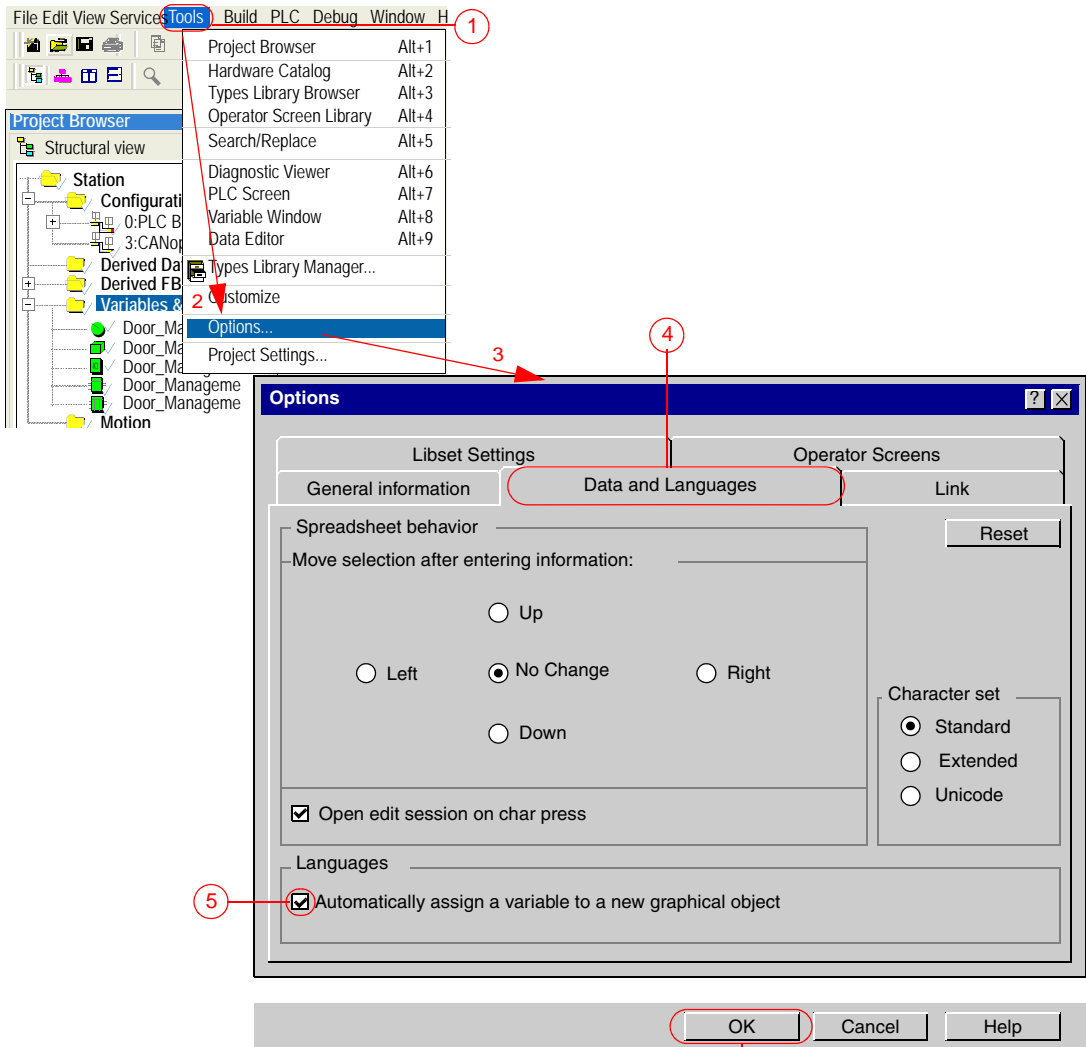 File Edit View Services Tools Build PLC Debug Window H
1
Project Browser Alt+1
Hardware Catalog Alt+2
Types Library Browser Alt+3
Operator Screen Library Alt+4
Search/Replace Alt+5
Diagnostic Viewer Alt+6
PLC Screen Alt+7
Variable Window Alt+8
Data Editor Alt+9
Types Library Manager...
2
Customize
Options...
Project Settings...
3
4
Project Browser
Structural view
Station
Configurati
0:PLC B
3:CANop
Derived Da
Derived FB
Variables &
Door_Ma
Door_Ma
Door_Manageme
Door_Manageme
Door_Manageme
Motion
Options
?
Libset Settings
Operator Screens
General information
Data and Languages
Link
Spreadsheet behavior
Reset
Move selection after entering information:
Up
Left
No Change
Right
Down
Character set
Standard
Extended
Unicode
Open edit session on char press
Languages
5
Automatically assign a variable to a new graphical object
OK
Cancel
Help